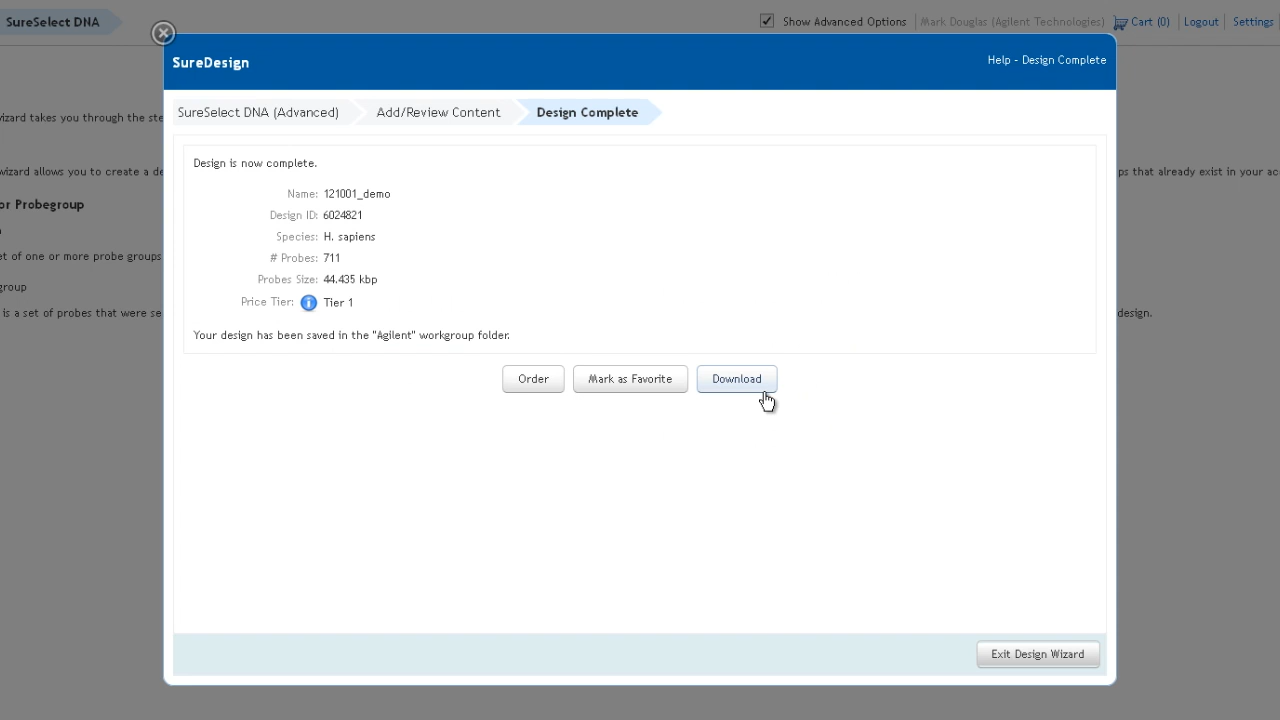 SureSelect DNA
Show Advanced Options
Mark Douglas (Agilent Technologies)
Cart (0)
Logout
Settings
SureDesign
Help - Design Complete
SureSelect DNA (Advanced)
Add/Review Content
Design Complete
wizard takes you through the ste
Design is now complete.
wizard allows you to create a de
ps that already exist in your ac
Name: 121001_demo
or Probegroup
Design ID: 6024821
Species: H. sapiens
et of one or more probe groups
# Probes: 711
Probes Size: 44.435 kbp
group
Price Tier: Tier 1
is a set of probes that were se
design.
Your design has been saved in the "Agilent" workgroup folder.
Order
Mark as Favorite
Download
Exit Design Wizard